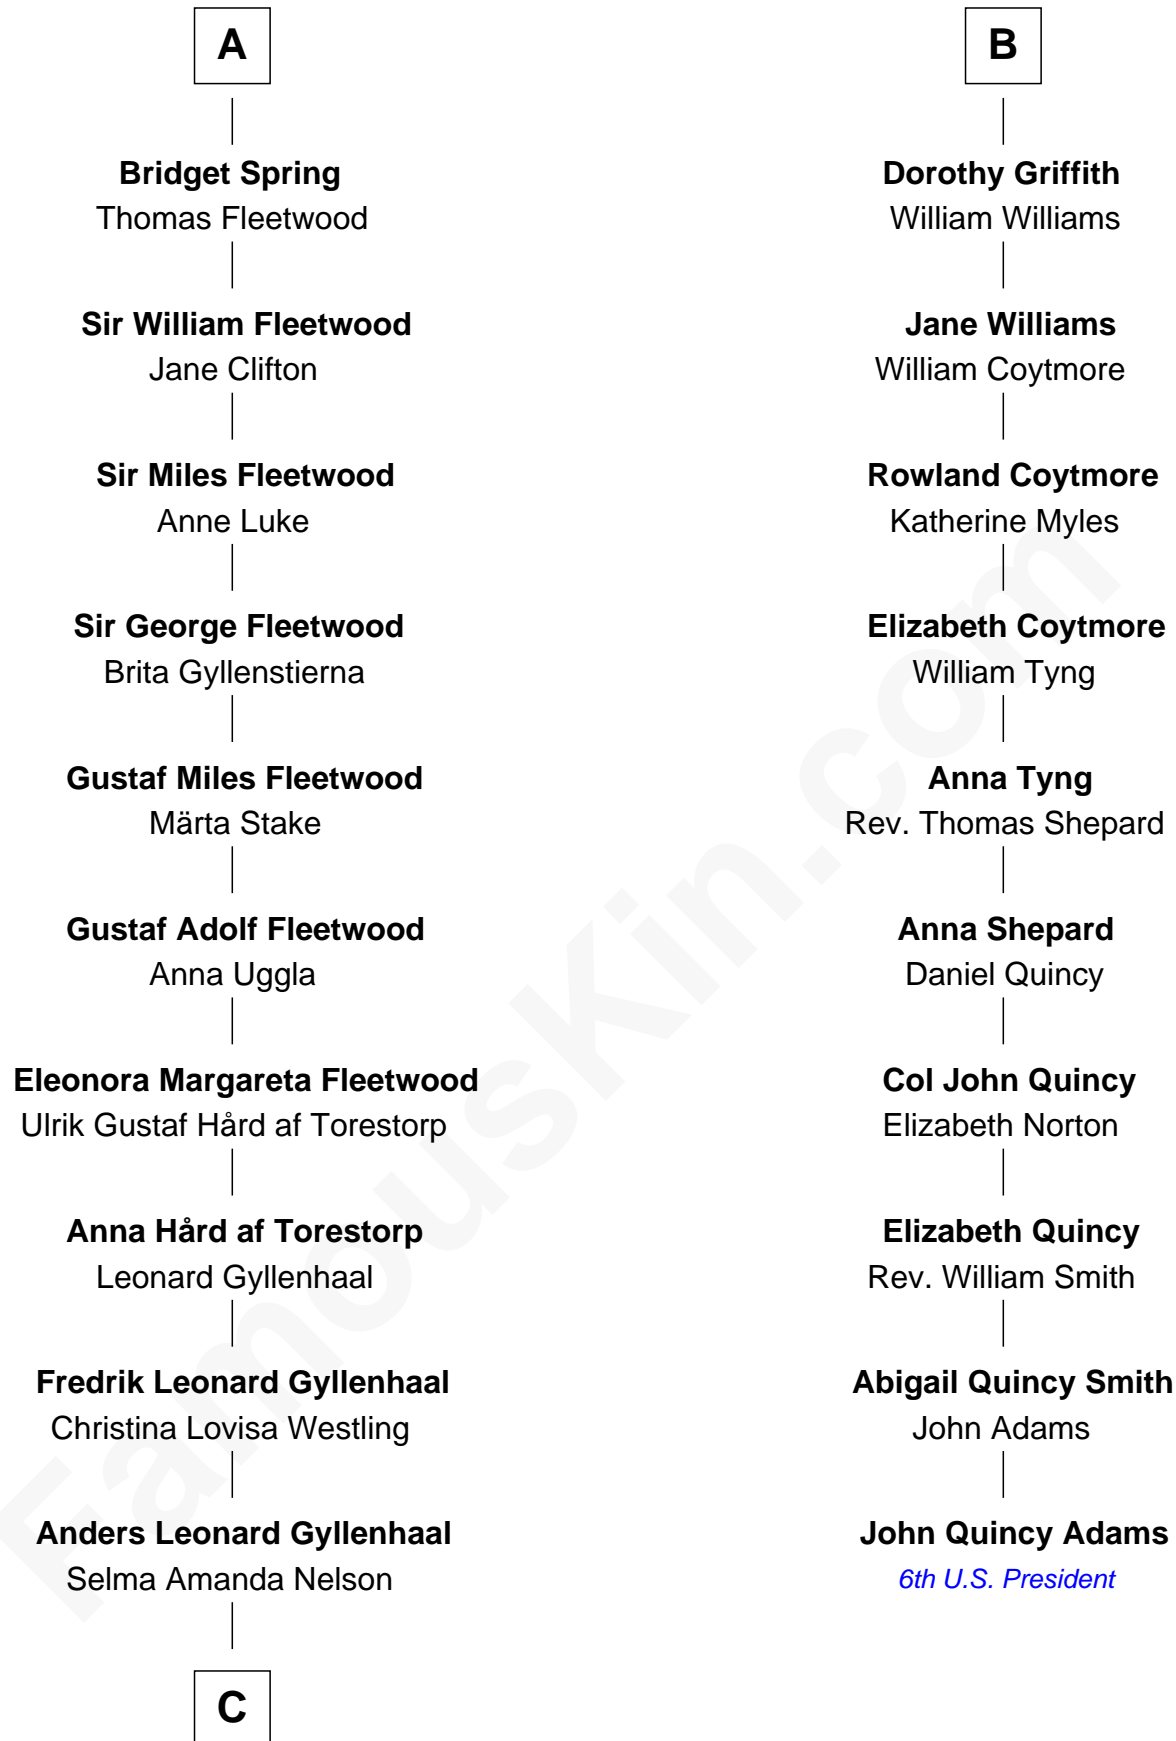 A
Bridget Spring
Thomas Fleetwood
Sir William Fleetwood
Jane Clifton
Sir Miles Fleetwood
Anne Luke
Sir George Fleetwood
Brita Gyllenstierna
Gustaf Miles Fleetwood
Märta Stake
Gustaf Adolf Fleetwood
Anna Uggla
Eleonora Margareta Fleetwood
Ulrik Gustaf Hård af Torestorp
Anna Hård af Torestorp
Leonard Gyllenhaal
Fredrik Leonard Gyllenhaal
Christina Lovisa Westling
Anders Leonard Gyllenhaal
Selma Amanda Nelson
C
B
Dorothy Griffith
William Williams
Jane Williams
William Coytmore
Rowland Coytmore
Katherine Myles
Elizabeth Coytmore
William Tyng
Anna Tyng
Rev. Thomas Shepard
Anna Shepard
Daniel Quincy
Col John Quincy
Elizabeth Norton
Elizabeth Quincy
Rev. William Smith
Abigail Quincy Smith
John Adams
John Quincy Adams
6th U.S. President
FamousKin.com